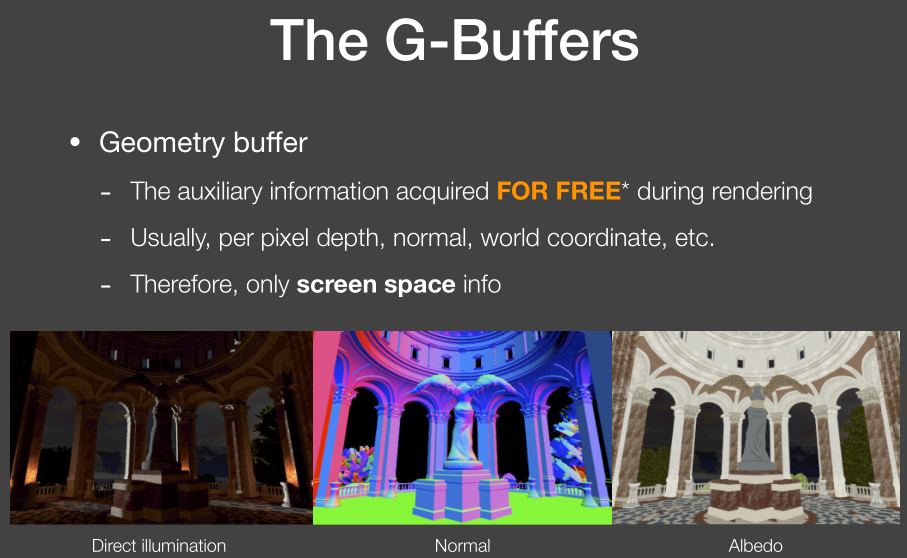 The G-Buffers
• Geometry buffer
- The auxiliary information acquired FOR FREE* during rendering
- Usually, per pixel depth, normal, world coordinate, etc.
- Therefore, only screen space info
Direct illumination
Normal
Albedo